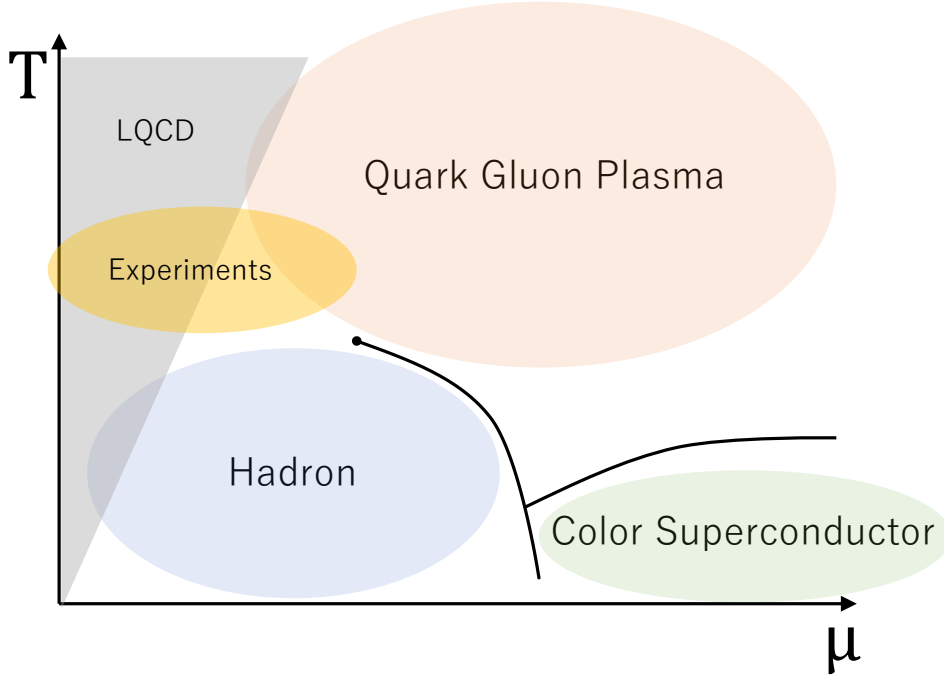 T
LQCD
Quark Gluon Plasma
Experiments
Hadron
Color Superconductor
μ